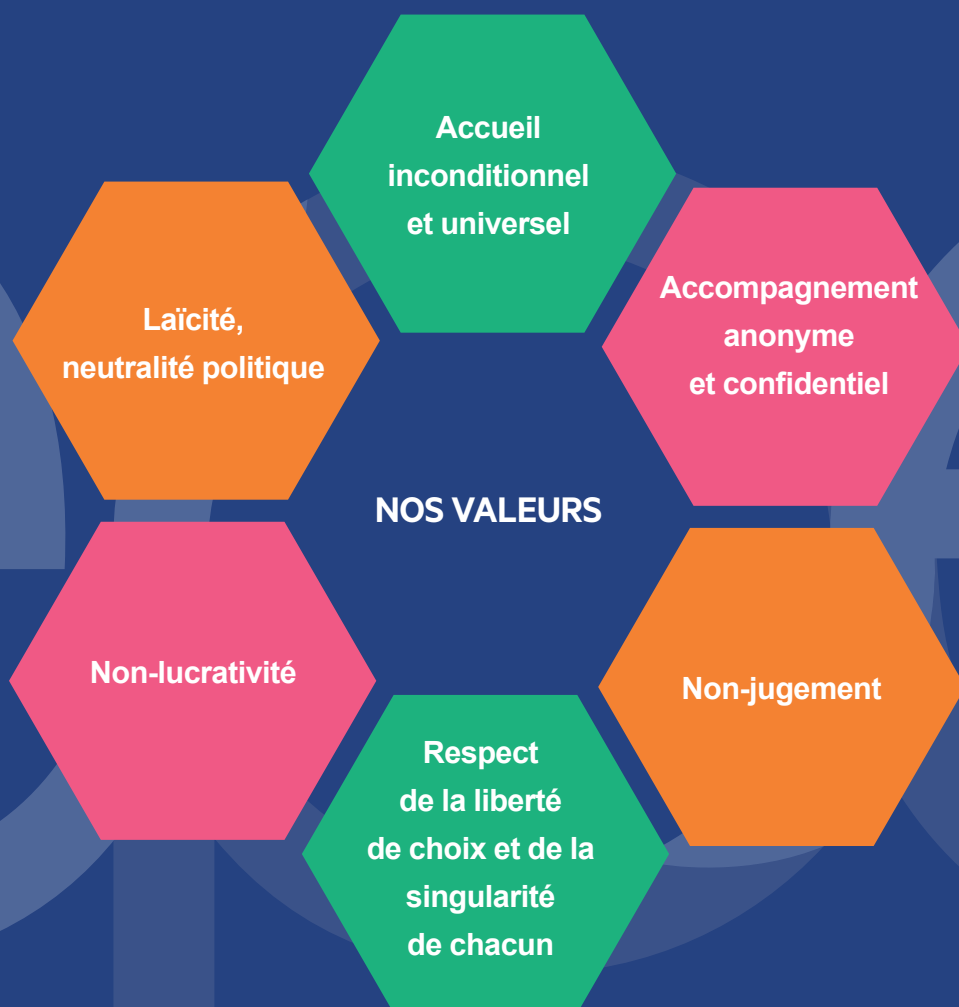 Accueil
inconditionnel
et universel
Accompagnement
anonyme
et confidentiel
Laïcité,
neutralité politique
NOS VALEURS
Non-lucrativité
Non-jugement
Respect
de la liberté
de choix et de la
singularité
de chacun